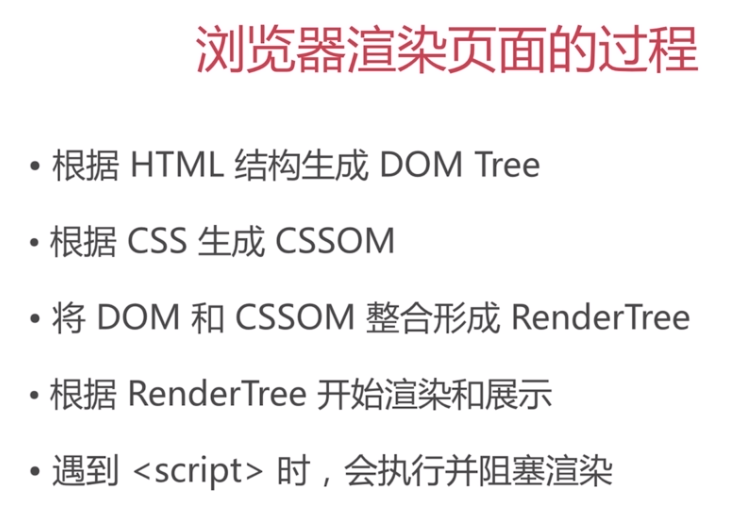 浏览器渲染页面的过程
• 根据 HTML 结构生成 DOM Tree
• 根据 CSS 生成 CSSOM
• 将 DOM 和 CSSOM 整合形成 RenderTree
• 根据 RenderTree 开始渲染和展示
• 遇到 <script> 时，会执行并阻塞渲染